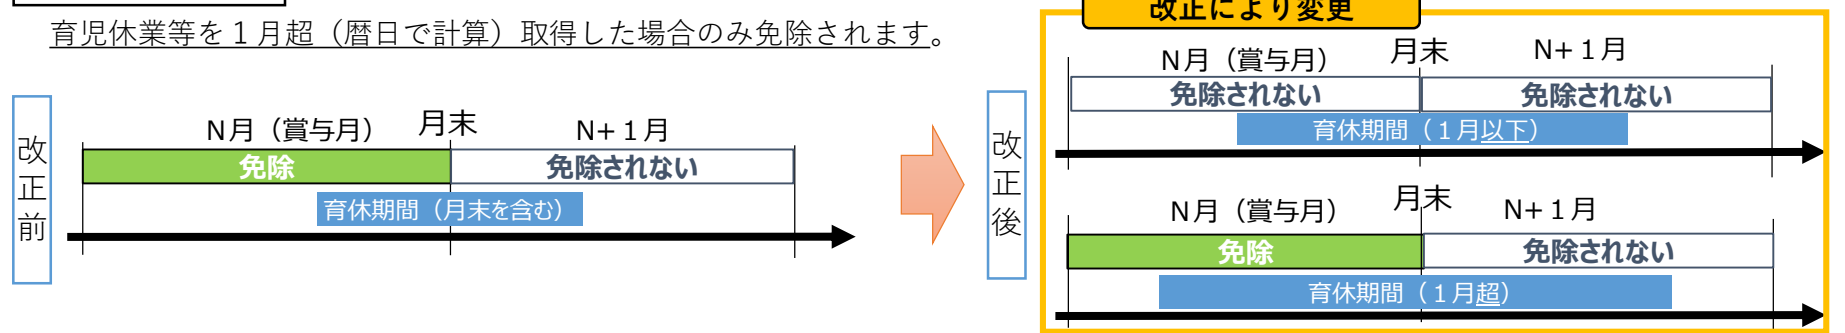 育児休業等を１月超（暦日で計算）取得した場合のみ免除されます。
改正前
N月（賞与月）
月末
N+１月
免除
免除されない
育休期間（月末を含む）
改正により変更
改正後
N月（賞与月）
月末
N+１月
免除されない
免除されない
育休期間（１月以下）
N月（賞与月）
月末
N+１月
免除
免除されない
育休期間（１月超）